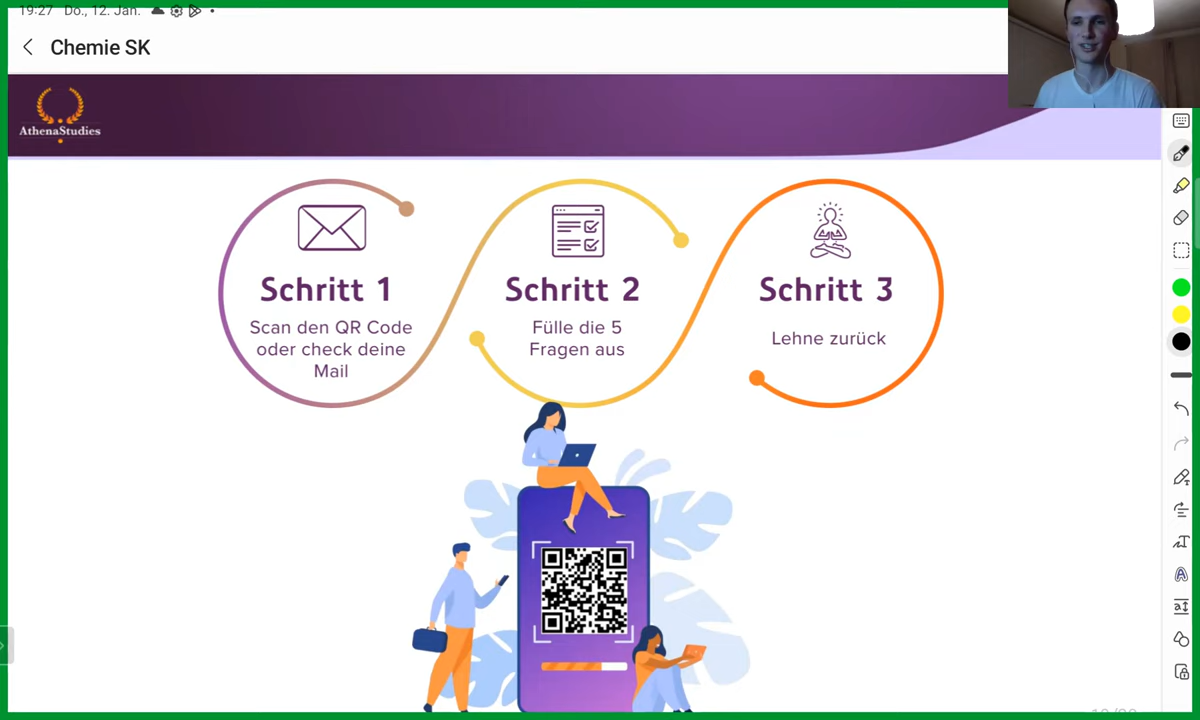 19:27 Do., 12. Jan.
Chemie SK
AthenaStudies
Schritt 1
Scan den QR Code
oder check deine
Mail
Schritt 2
Fülle die 5
Fragen aus
Schritt 3
Lehne zurück